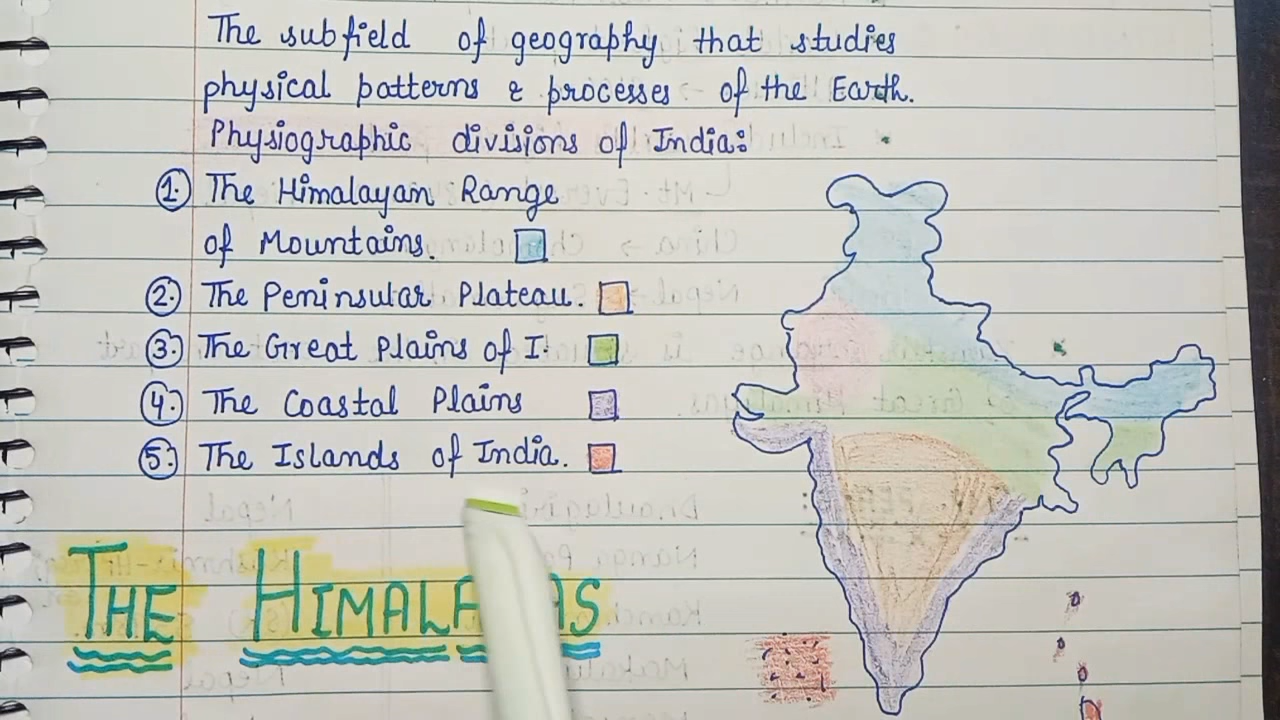 The subfield of geography that studies
physical patterns & processes of the Earth.
Physiographic divisions of India:
1. The Himalayan Range
of Mountains.
2. The Peninsular Plateau.
3. The Great Plains of I.
4. The Coastal Plains
5. The Islands of India.
THE